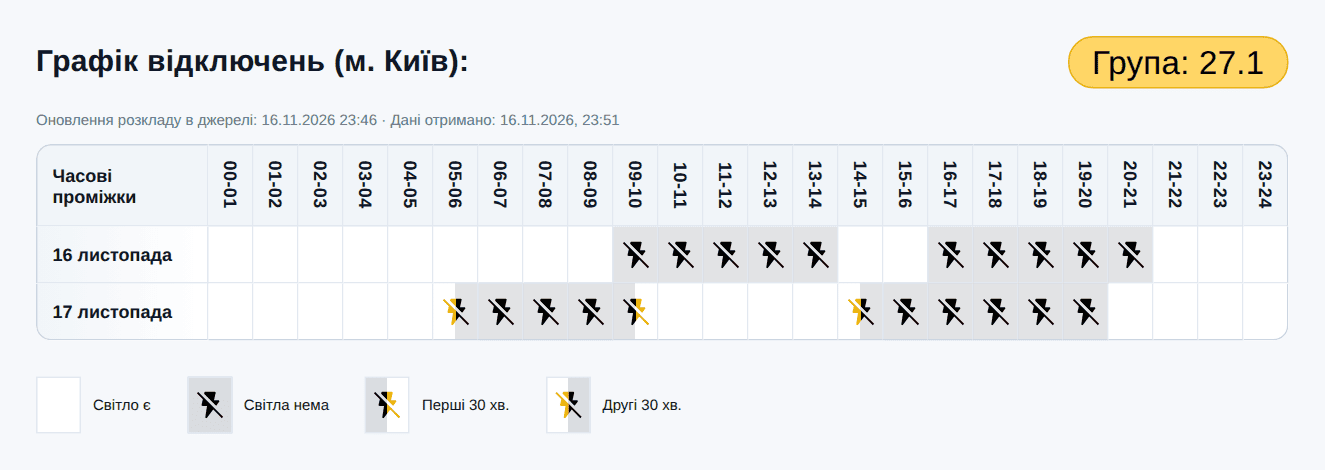 Графік відключень (м. Київ):
Група: 27.1
Оновлення розкладу в джерелі: 16.11.2026 23:46 · Дані отримано: 16.11.2026, 23:51
Часові проміжки 00-01 01-02 02-03 03-04 04-05 05-06 06-07 07-08 08-09 09-10 10-11 11-12 12-13 13-14 14-15 15-16 16-17 17-18 18-19 19-20 20-21 21-22 22-23 23-24
16 листопада
17 листопада
Світло є Світла нема Перші 30 хв. Другі 30 хв.